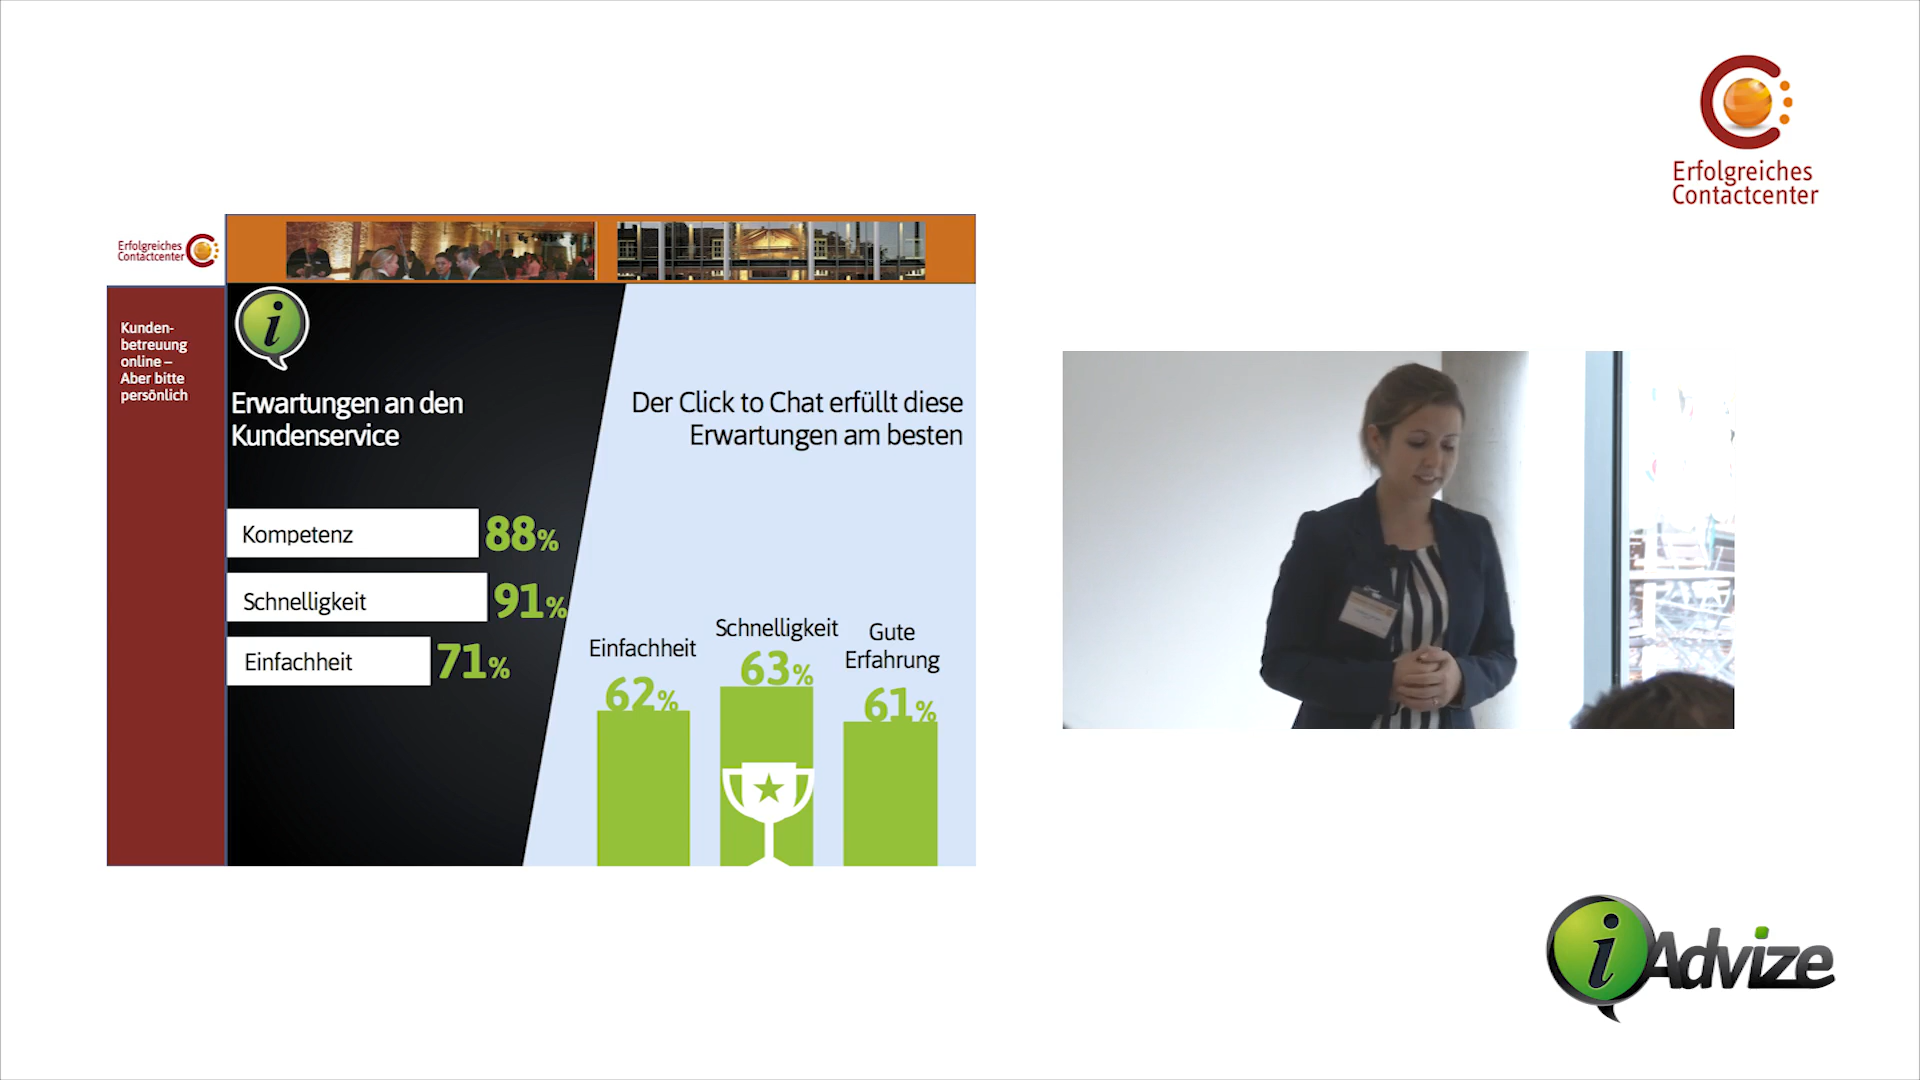 Erfolgreiches
Contactcenter
Erfolgreiches
Contactcenter
Kunden-
betreuung
online –
Aber bitte
persönlich
i
Erwartungen an den
Kundenservice
Kompetenz 88%
Schnelligkeit 91%
Einfachheit 71%
Der Click to Chat erfüllt diese
Erwartungen am besten
Einfachheit
62%
Schnelligkeit
63%
Gute
Erfahrung
61%
iAdvize